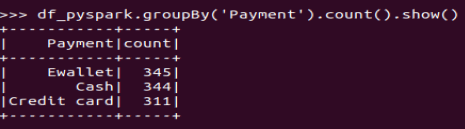 >>> df_pyspark.groupBy('Payment').count().show()
+-----------+-----+
|    Payment|count|
+-----------+-----+
|    Ewallet|  345|
|       Cash|  344|
|Credit card|  311|
+-----------+-----+